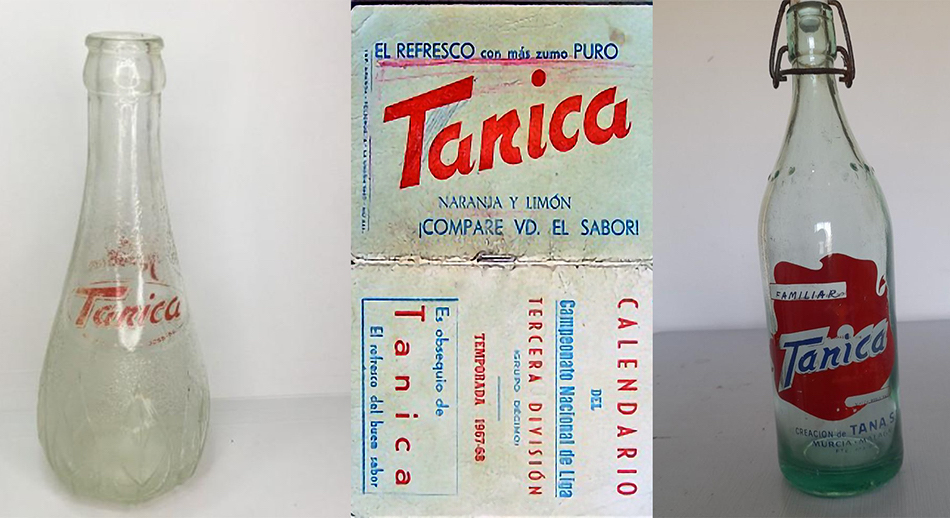 Tanica
EL REFRESCO con más zumo PURO
Tanica
NARANJA Y LIMÓN
¡COMPARE VD. EL SABOR!
CALENDARIO
DEL
Campeonato Nacional de Liga
TERCERA DIVISIÓN
(GRUPO DÉCIMO)
TEMPORADA 1967-68
Es obsequio de
Tanica
El refresco del buen sabor
FAMILIAR
Tanica
CREACION de TANA S
MURCIA